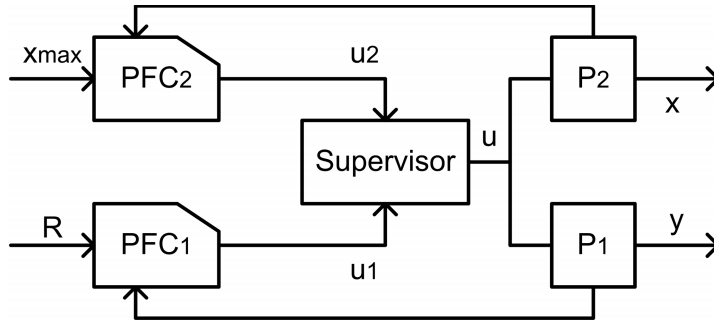 xmax
PFC2
u2
P2
x
Supervisor
u
R
PFC1
u1
P1
y